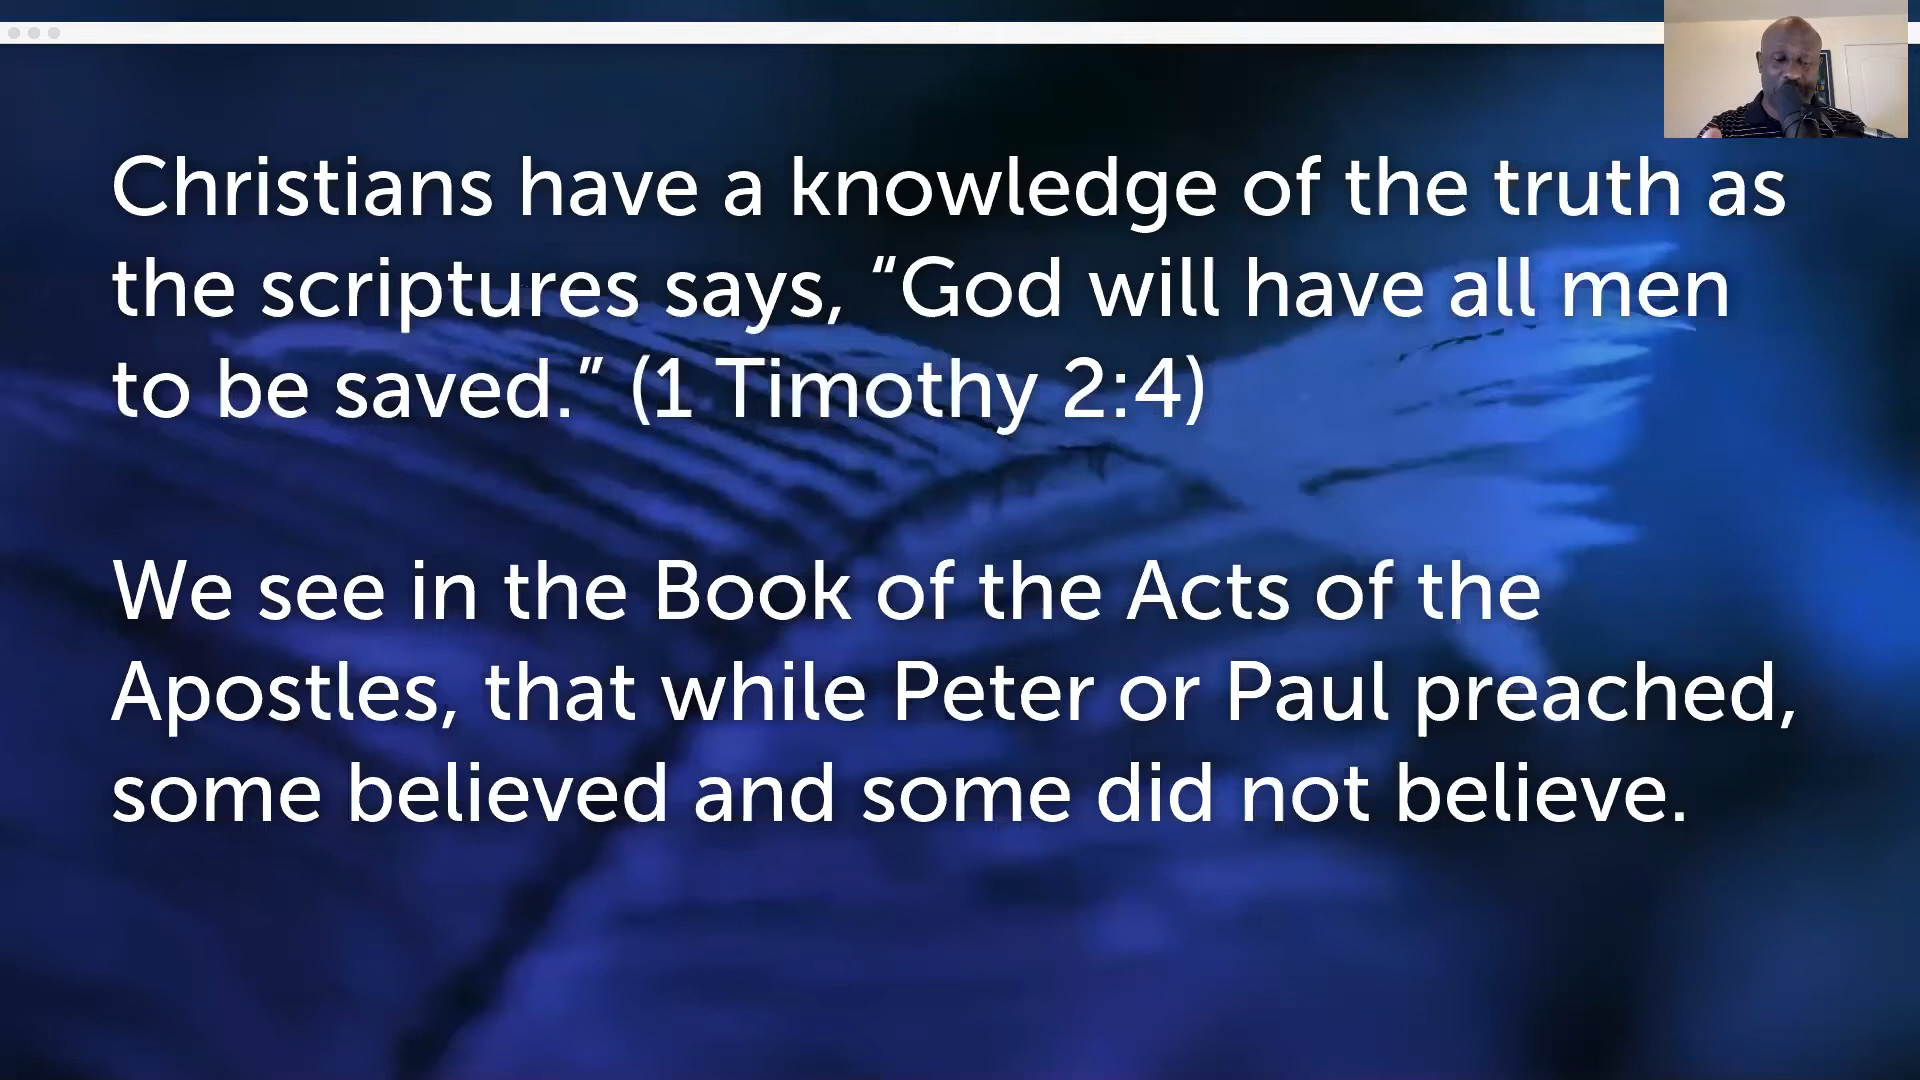 Christians have a knowledge of the truth as
the scriptures says, “God will have all men
to be saved.” (1 Timothy 2:4)
We see in the Book of the Acts of the
Apostles, that while Peter or Paul preached,
some believed and some did not believe.